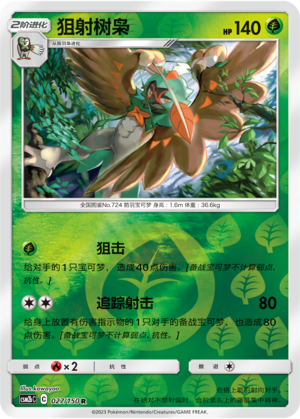 2阶进化
狙射树枭
HP 140
从投羽枭进化
全国图鉴No.724 箭羽宝可梦 身高：1.6m 体重：36.6kg
狙击
给对手的1只宝可梦，造成40点伤害。[备战宝可梦不计算弱点、
抗性。]
追踪射击 80
给身上放置有伤害指示物的1只对手的备战宝可梦，也造成80
点伤害。[备战宝可梦不计算弱点、抗性。]
弱点 ×2 抗性 撤退
Illus.kawayoo
C 027/150 R
©2023 Pokémon/Nintendo/Creatures/GAME FREAK.